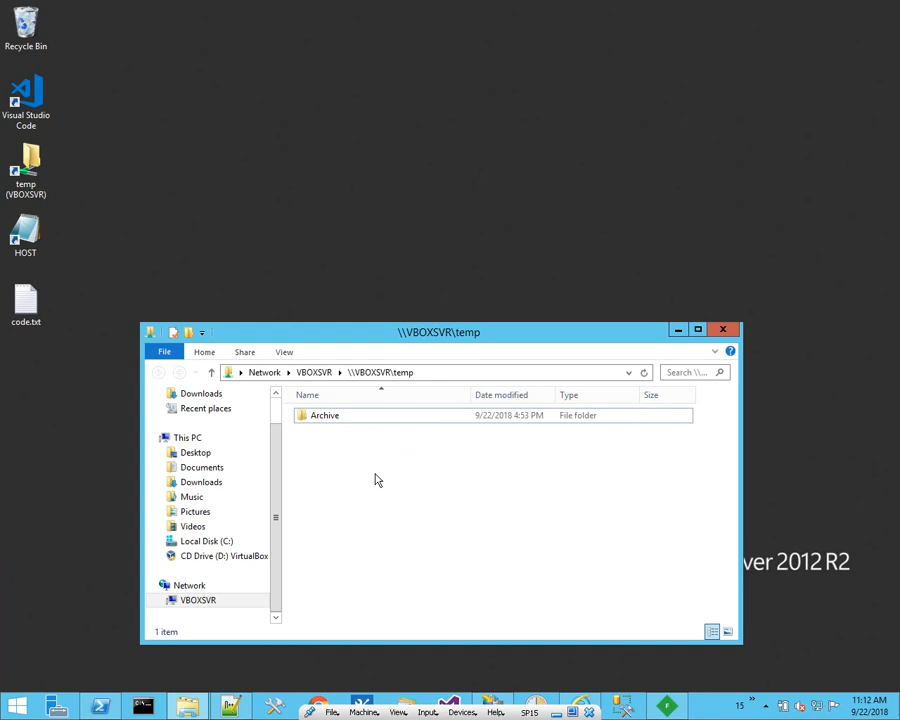 Recycle Bin
Visual Studio
Code
temp
(VBOXSVR)
HOST
code.txt
\\VBOXSVR\temp
File Home Share View
Network VBOXSVR \\VBOXSVR\temp
Search \\...
Name Date modified Type Size
Archive 9/22/2018 4:53 PM File folder
Downloads
Recent places
This PC
Desktop
Documents
Downloads
Music
Pictures
Videos
Local Disk (C:)
CD Drive (D:) VirtualBox
Network
VBOXSVR
1 item
ver 2012 R2
File Machine View Input Devices Help SP15
15
11:12 AM
9/22/2018